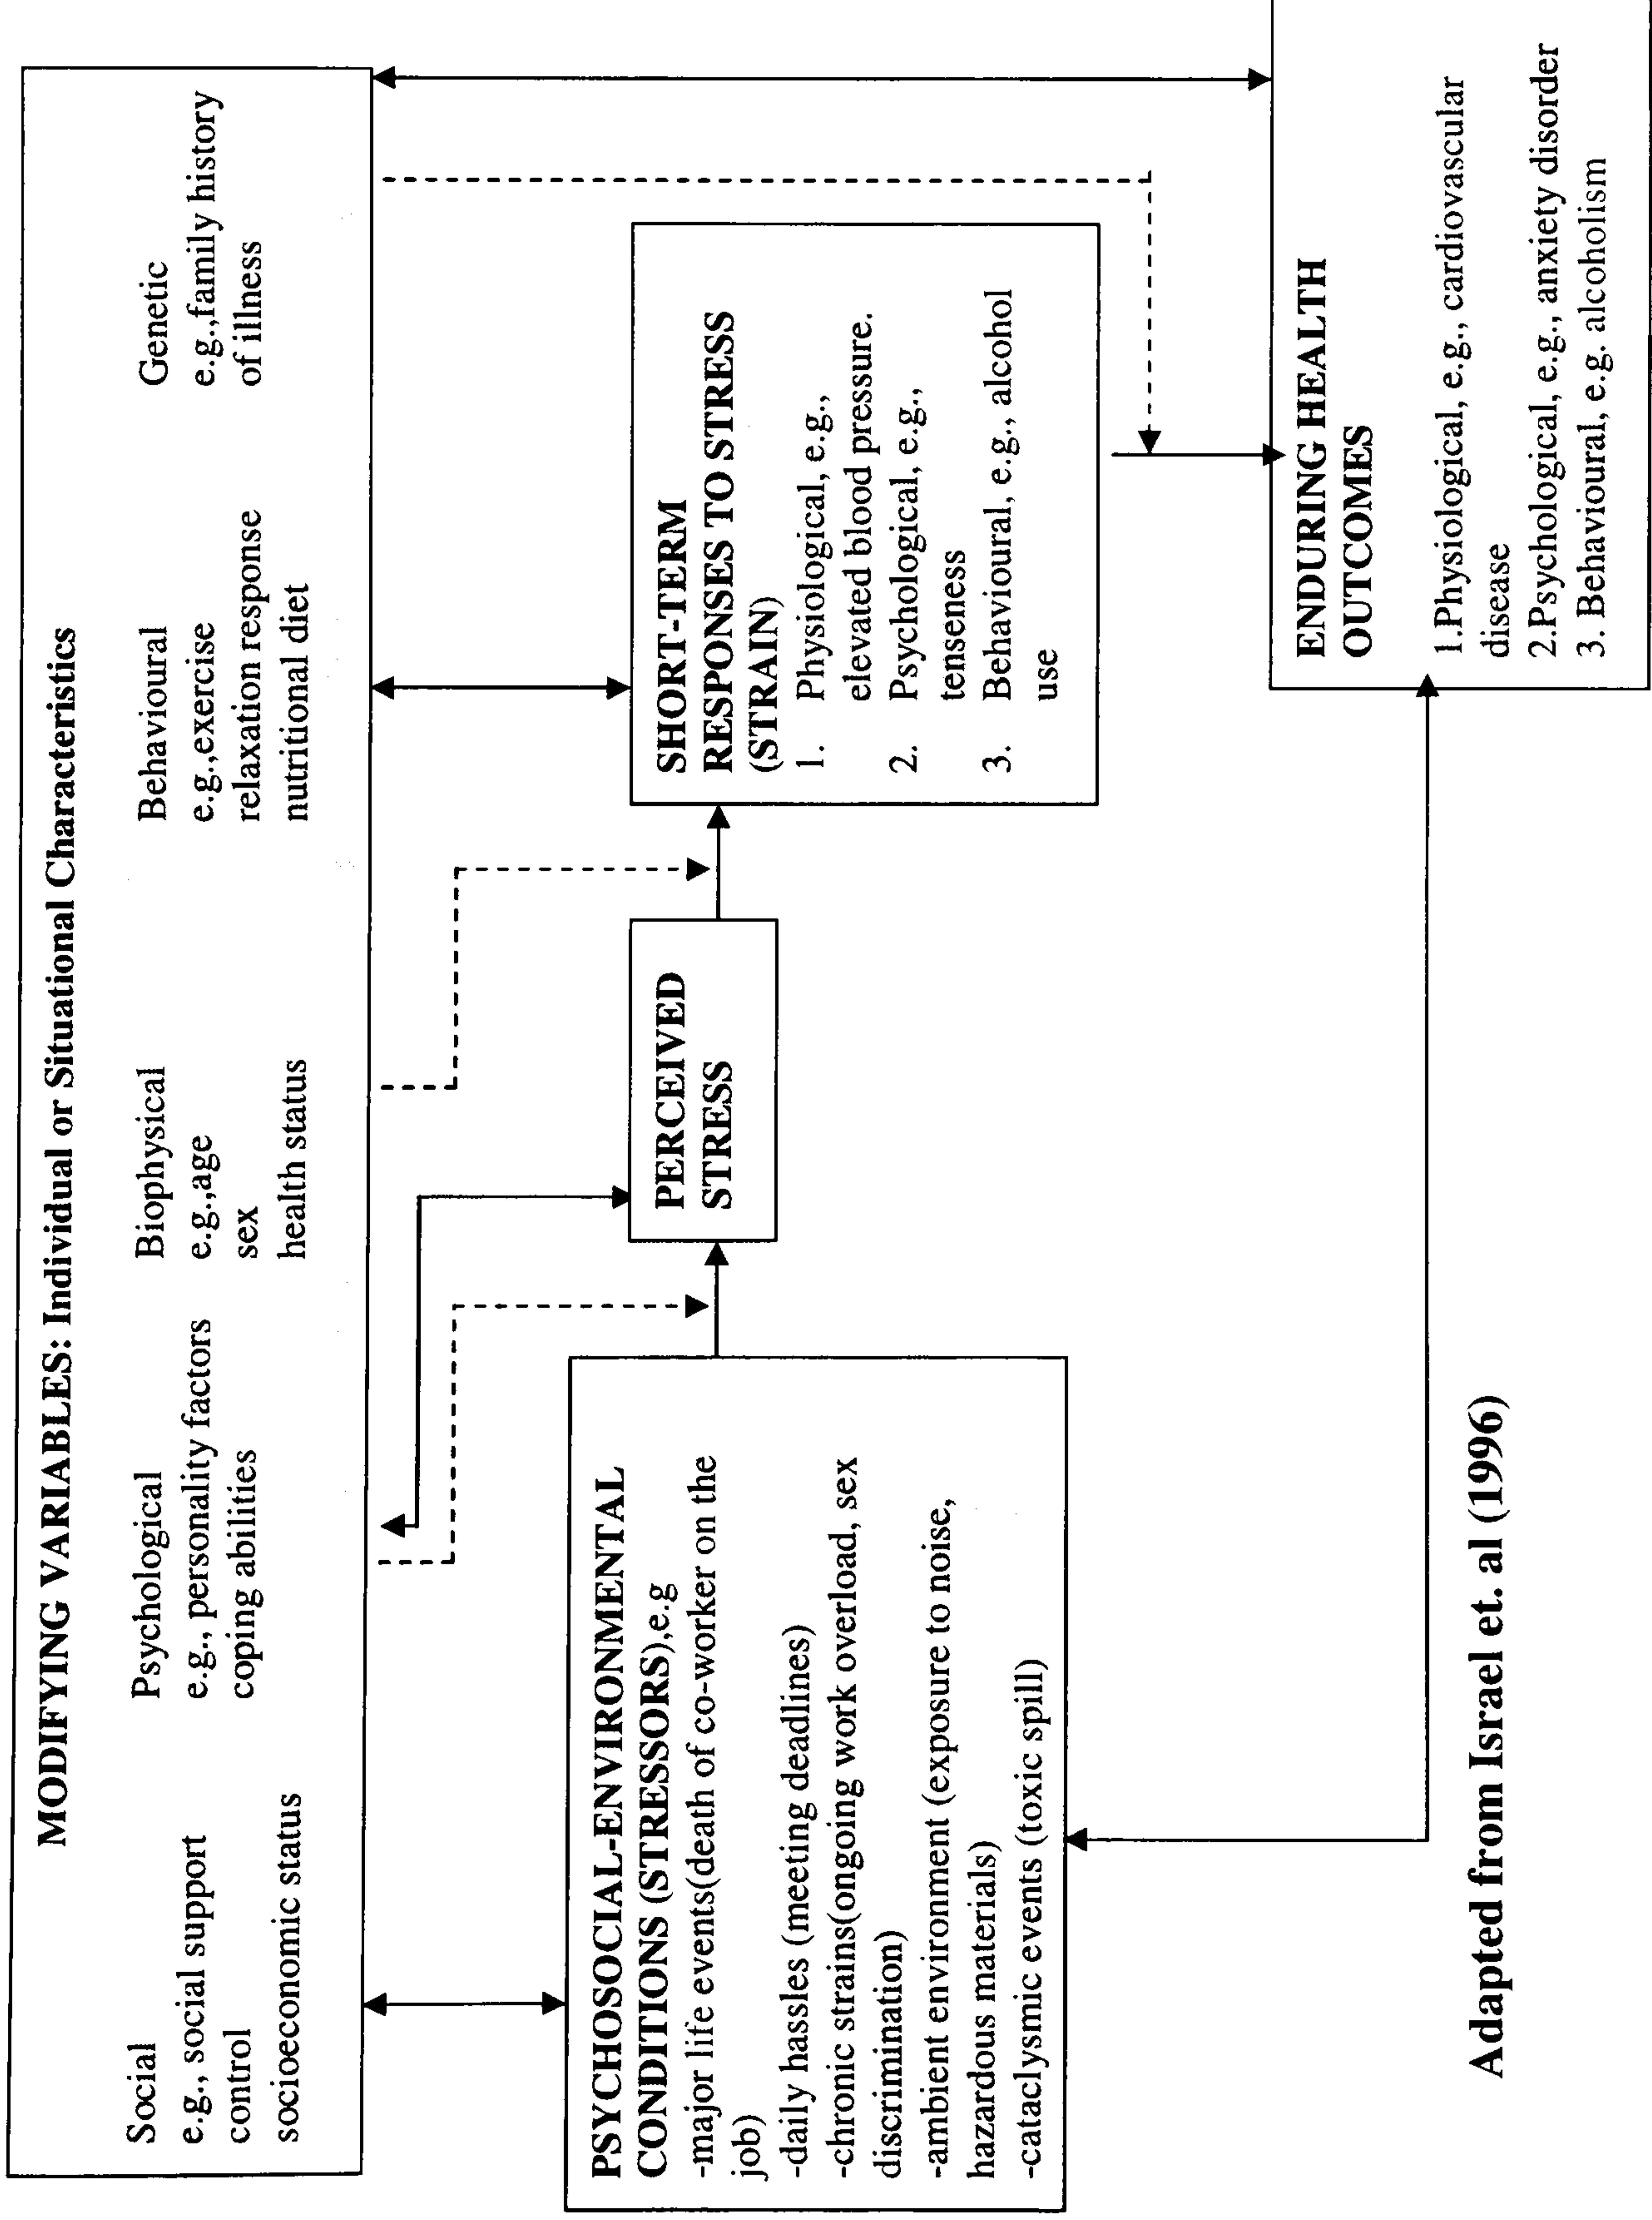 MODIFYING VARIABLES: Individual or Situational Characteristics
Social
e.g., social support
control
socioeconomic status
Psychological
e.g., personality factors
coping abilities
Biophysical
e.g.,age
sex
health status
Behavioural
e.g.,exercise
relaxation response
nutritional diet
Genetic
e.g.,family history
of illness
PSYCHOSOCIAL-ENVIRONMENTAL
CONDITIONS (STRESSORS),e.g
-major life events(death of co-worker on the
job)
-daily hassles (meeting deadlines)
-chronic strains(ongoing work overload, sex
discrimination)
-ambient environment (exposure to noise,
hazardous materials)
-cataclysmic events (toxic spill)
PERCEIVED
STRESS
SHORT-TERM
RESPONSES TO STRESS
(STRAIN)
1. Physiological, e.g.,
elevated blood pressure.
2. Psychological, e.g.,
tenseness
3. Behavioural, e.g., alcohol
use
ENDURING HEALTH
OUTCOMES
1.Physiological, e.g., cardiovascular
disease
2.Psychological, e.g., anxiety disorder
3. Behavioural, e.g. alcoholism
Adapted from Israel et. al (1996)